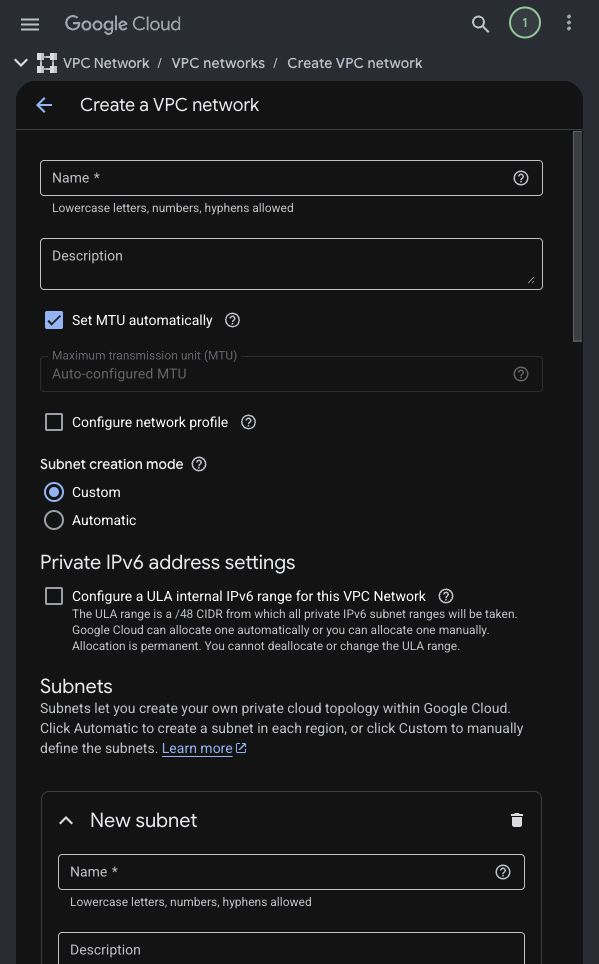 Google Cloud
1
VPC Network / VPC networks / Create VPC network
Create a VPC network
Name *
Lowercase letters, numbers, hyphens allowed
Description
Set MTU automatically
Maximum transmission unit (MTU)
Auto-configured MTU
Configure network profile
Subnet creation mode
Custom
Automatic
Private IPv6 address settings
Configure a ULA internal IPv6 range for this VPC Network
The ULA range is a /48 CIDR from which all private IPv6 subnet ranges will be taken.
Google Cloud can allocate one automatically or you can allocate one manually.
Allocation is permanent. You cannot deallocate or change the ULA range.
Subnets
Subnets let you create your own private cloud topology within Google Cloud.
Click Automatic to create a subnet in each region, or click Custom to manually
define the subnets. Learn more
New subnet
Name *
Lowercase letters, numbers, hyphens allowed
Description